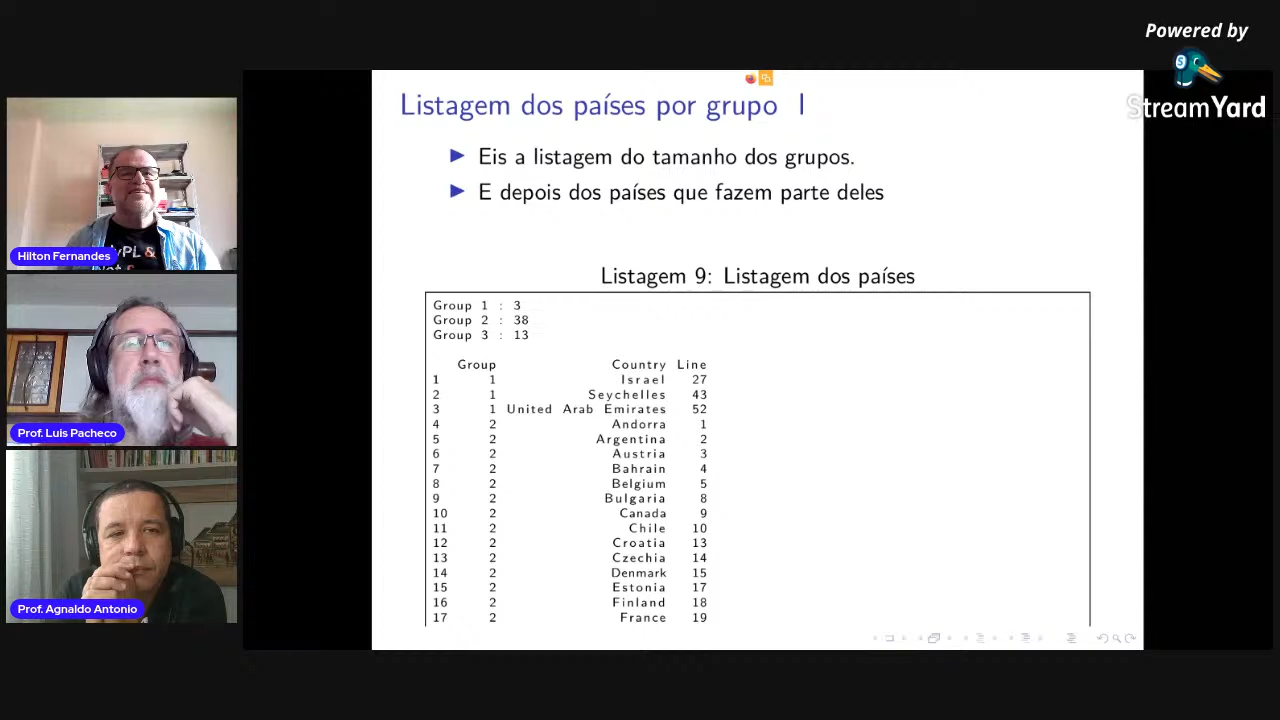 Powered by
StreamYard
Listagem dos países por grupo I
Eis a listagem do tamanho dos grupos.
E depois dos países que fazem parte deles
Listagem 9: Listagem dos países
Group 1 : 3
Group 2 : 38
Group 3 : 13
Group Country Line
1 1 Israel 27
2 1 Seychelles 43
3 1 United Arab Emirates 52
4 2 Andorra 1
5 2 Argentina 2
6 2 Austria 3
7 2 Bahrain 4
8 2 Belgium 5
9 2 Bulgaria 8
10 2 Canada 9
11 2 Chile 10
12 2 Croatia 13
13 2 Czechia 14
14 2 Denmark 15
15 2 Estonia 17
16 2 Finland 18
17 2 France 19
Hilton Fernandes
Prof. Luis Pacheco
Prof. Agnaldo Antonio